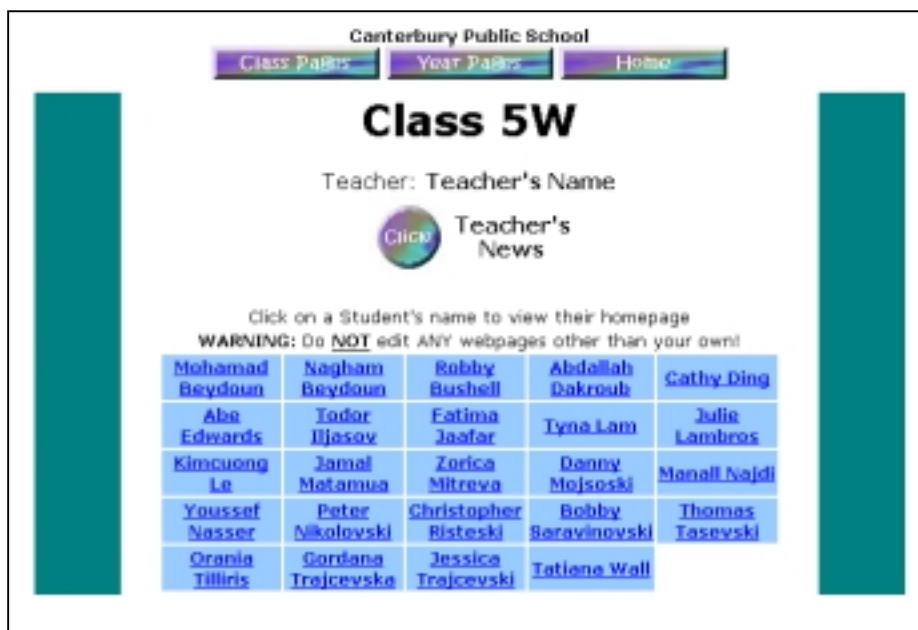 Canterbury Public School
Class Pages Year Pages Home
Class 5W
Teacher: Teacher's Name
Click! Teacher's
News
Click on a Student's name to view their homepage
WARNING: Do NOT edit ANY webpages other than your own!
Mohamad Beydoun
Nagham Beydoun
Robby Bushell
Abdallah Dakroub
Cathy Ding
Abe Edwards
Todor Iljasov
Fatima Jaafar
Tyna Lam
Julie Lambros
Kimcuong Le
Jamal Matamua
Zorica Mitreva
Danny Mojsoski
Manall Najdi
Youssef Nasser
Peter Nikolovski
Christopher Risteski
Bobby Saravinovski
Thomas Tasevski
Orania Tilliris
Gordana Trajcevska
Jessica Trajcevski
Tatiana Wall